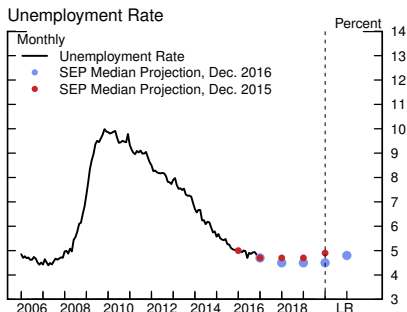 Unemployment Rate
Percent
Monthly
Unemployment Rate
SEP Median Projection, Dec. 2016
SEP Median Projection, Dec. 2015
14
13
12
11
10
9
8
7
6
5
4
3
2006 2008 2010 2012 2014 2016 2018 LR